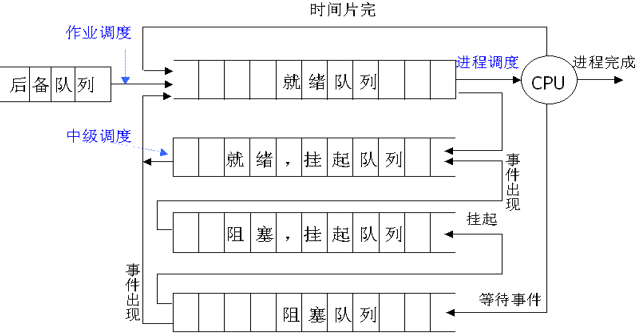 时间片完
作业调度
后备队列
就绪队列
进程调度
CPU
进程完成
中级调度
就绪，挂起队列
事件出现
阻塞，挂起队列
挂起
事件出现
阻塞队列
等待事件